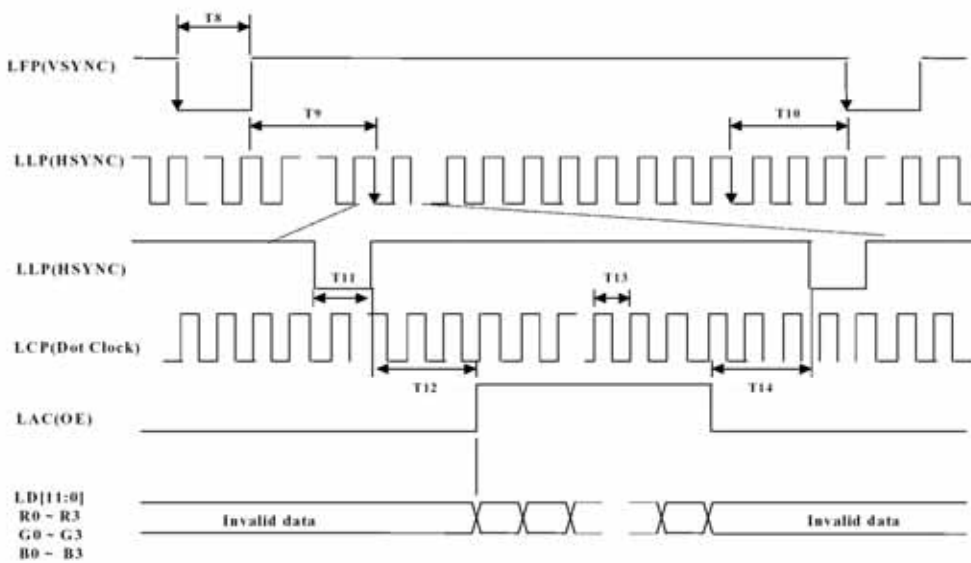 T8
LFP(VSYNC)
T9
T10
LLP(HSYNC)
LLP(HSYNC)
T11
T13
LCP(Dot Clock)
T12
T14
LAC(OE)
LD[11:0]
R0 ~ R3
Invalid data
Invalid data
G0 ~ G3
B0 ~ B3